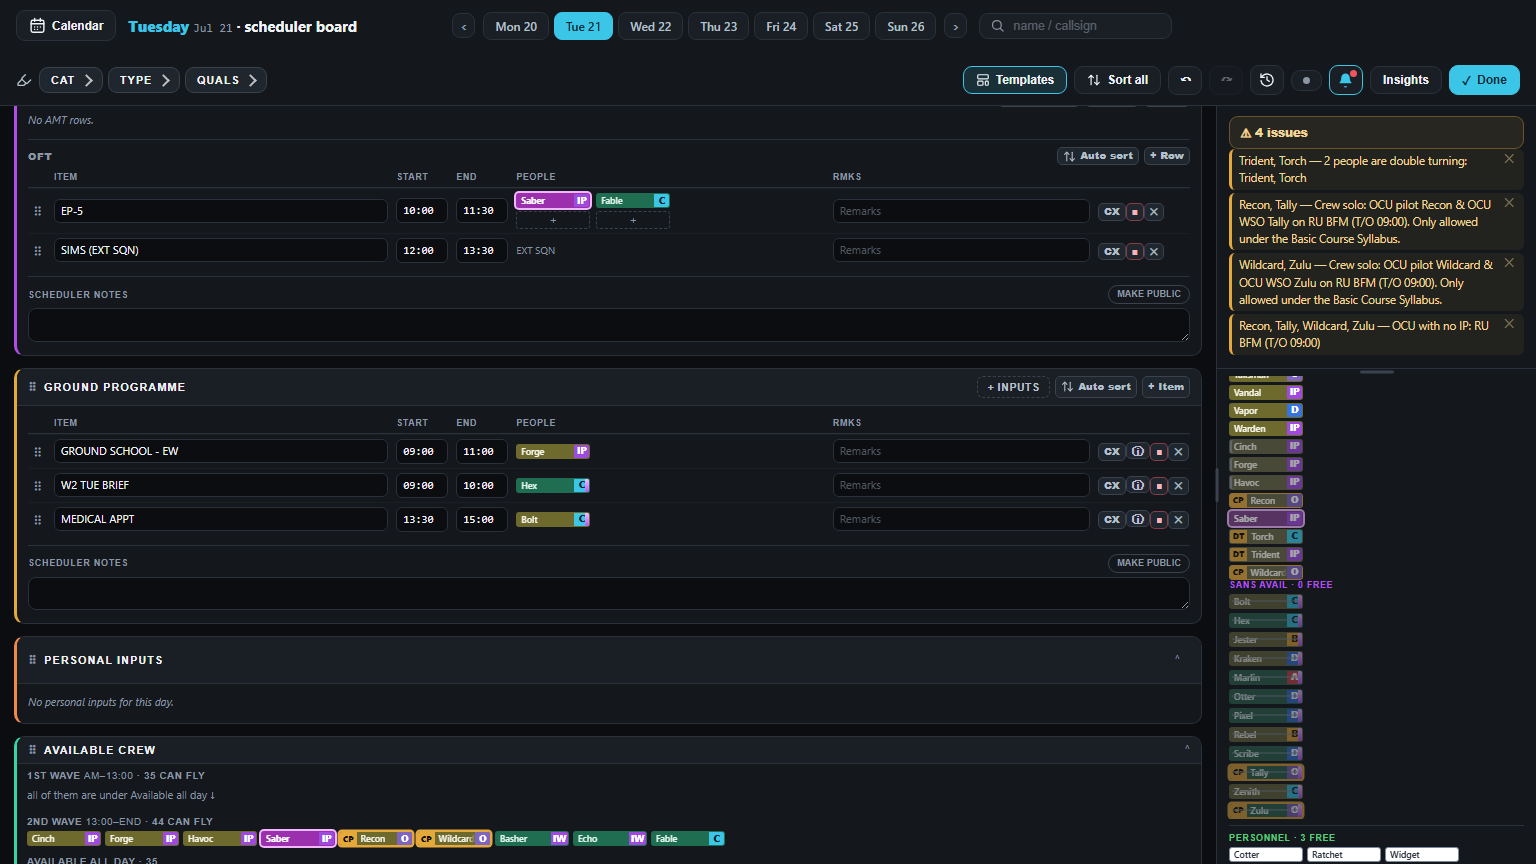 Calendar
Tuesday Jul 21 · scheduler board
‹ Mon 20 Tue 21 Wed 22 Thu 23 Fri 24 Sat 25 Sun 26 ›
name / callsign
CAT TYPE QUALS
Templates Sort all Insights ✓ Done
No AMT rows.
OFT
Auto sort + Row
ITEM START END PEOPLE RMKS
EP-5 10:00 11:30 Saber IP Fable C Remarks CX
+ +
SIMS (EXT SQN) 12:00 13:30 EXT SQN Remarks CX
SCHEDULER NOTES MAKE PUBLIC
GROUND PROGRAMME
+ INPUTS Auto sort + Item
ITEM START END PEOPLE RMKS
GROUND SCHOOL - EW 09:00 11:00 Forge IP Remarks CX
W2 TUE BRIEF 09:00 10:00 Hex C Remarks CX
MEDICAL APPT 13:30 15:00 Bolt C Remarks CX
SCHEDULER NOTES MAKE PUBLIC
PERSONAL INPUTS
No personal inputs for this day.
AVAILABLE CREW
1ST WAVE AM–13:00 · 35 CAN FLY
all of them are under Available all day ↓
2ND WAVE 13:00–END · 44 CAN FLY
Cinch IP Forge IP Havoc IP Saber IP CP Recon O CP Wildcard O Basher IW Echo IW Fable C
AVAILABLE ALL DAY · 35
⚠ 4 issues
Trident, Torch — 2 people are double turning:
Trident, Torch
Recon, Tally — Crew solo: OCU pilot Recon & OCU
WSO Tally on RU BFM (T/O 09:00). Only allowed
under the Basic Course Syllabus.
Wildcard, Zulu — Crew solo: OCU pilot Wildcard &
OCU WSO Zulu on RU BFM (T/O 09:00). Only
allowed under the Basic Course Syllabus.
Recon, Tally, Wildcard, Zulu — OCU with no IP: RU
BFM (T/O 09:00)
Vandal IP
Vapor D
Warden IP
Cinch IP
Forge IP
Havoc IP
CP Recon O
Saber IP
DT Torch C
DT Trident IP
CP Wildcard O
SANS AVAIL · 0 FREE
Bolt C
Hex C
Jester B
Kraken D
Marlin A
Otter D
Pixel D
Rebel B
Scribe D
CP Tally O
Zenith C
CP Zulu O
PERSONNEL · 3 FREE
Cotter Ratchet Widget